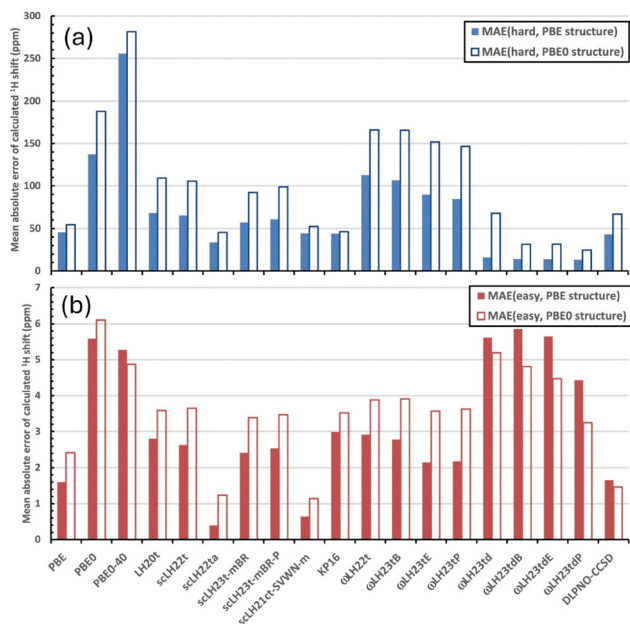 (a)
MAE(hard, PBE structure)
MAE(hard, PBE0 structure)
Mean absolute error of calculated ¹H shift (ppm)
300
250
200
150
100
50
0
(b)
MAE(easy, PBE structure)
MAE(easy, PBE0 structure)
Mean absolute error of calculated ¹H shift (ppm)
7
6
5
4
3
2
1
0
PBE
PBE0
PBE0-40
LH20t
scLH22t
scLH22ta
scLH23t-mBR
scLH23t-mBR-P
scLH21ct-SVWN-m
KP16
ωLH22t
ωLH23tB
ωLH23tE
ωLH23tP
ωLH23td
ωLH23tdB
ωLH23tdE
ωLH23tdP
DLPNO-CCSD